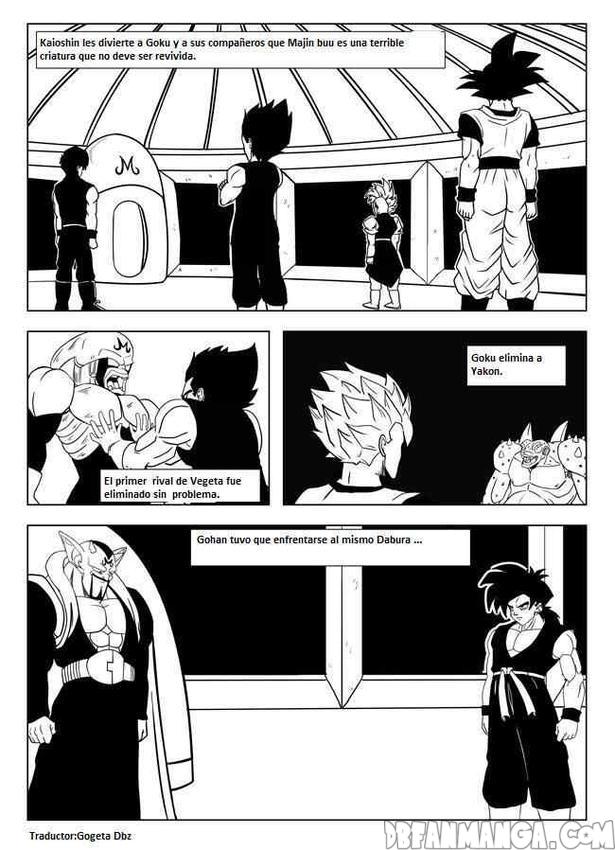 Kaioshin les divierte a Goku y a sus compañeros que Majin buu es una terrible
criatura que no deve ser revivida.
El primer rival de Vegeta fue
eliminado sin problema.
Goku elimina a
Yakon.
Gohan tuvo que enfrentarse al mismo Dabura ...
Traductor:Gogeta Dbz
DBFANMANGA.COM